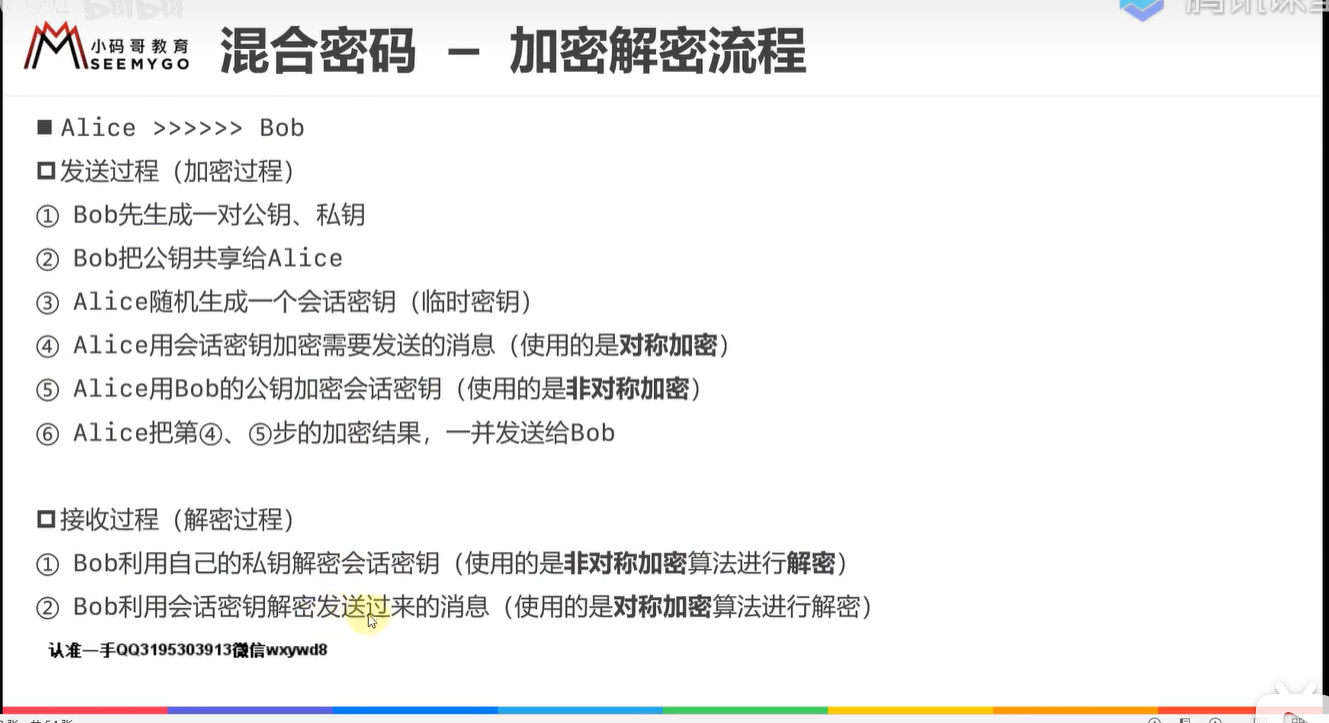 小码哥教育
SEEMYGO
混合密码 - 加密解密流程
■ Alice >>>>>> Bob
发送过程（加密过程）
① Bob先生成一对公钥、私钥
② Bob把公钥共享给Alice
③ Alice随机生成一个会话密钥（临时密钥）
④ Alice用会话密钥加密需要发送的消息（使用的是对称加密）
⑤ Alice用Bob的公钥加密会话密钥（使用的是非对称加密）
⑥ Alice把第④、⑤步的加密结果，一并发送给Bob
接收过程（解密过程）
① Bob利用自己的私钥解密会话密钥（使用的是非对称加密算法进行解密）
② Bob利用会话密钥解密发送过来的消息（使用的是对称加密算法进行解密）
认准一手QQ3195303913微信wxywd8